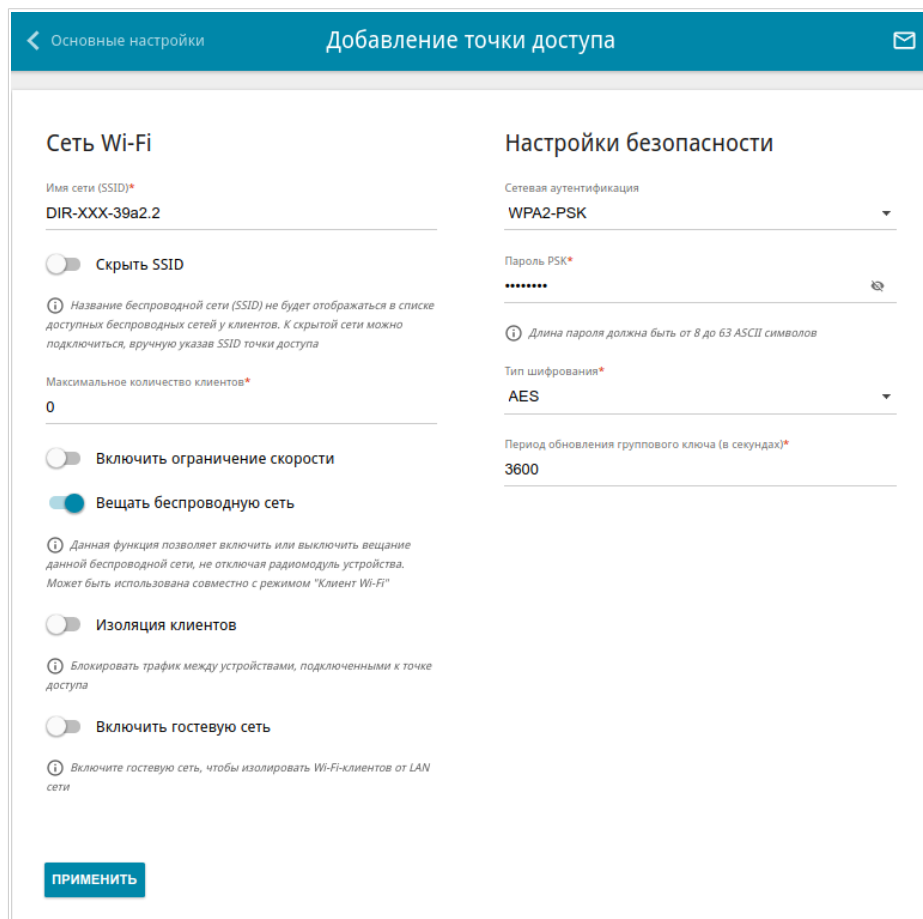 Основные настройки
Добавление точки доступа
Сеть Wi-Fi
Имя сети (SSID)*
DIR-XXX-39a2.2
Скрыть SSID
Название беспроводной сети (SSID) не будет отображаться в списке
доступных беспроводных сетей у клиентов. К скрытой сети можно
подключиться, вручную указав SSID точки доступа
Максимальное количество клиентов*
0
Включить ограничение скорости
Вещать беспроводную сеть
Данная функция позволяет включить или выключить вещание
данной беспроводной сети, не отключая радиомодуль устройства.
Может быть использована совместно с режимом "Клиент Wi-Fi"
Изоляция клиентов
Блокировать трафик между устройствами, подключенными к точке
доступа
Включить гостевую сеть
Включите гостевую сеть, чтобы изолировать Wi-Fi-клиентов от LAN
сети
ПРИМЕНИТЬ
Настройки безопасности
Сетевая аутентификация
WPA2-PSK
Пароль PSK*
••••••••
Длина пароля должна быть от 8 до 63 ASCII символов
Тип шифрования*
AES
Период обновления группового ключа (в секундах)*
3600